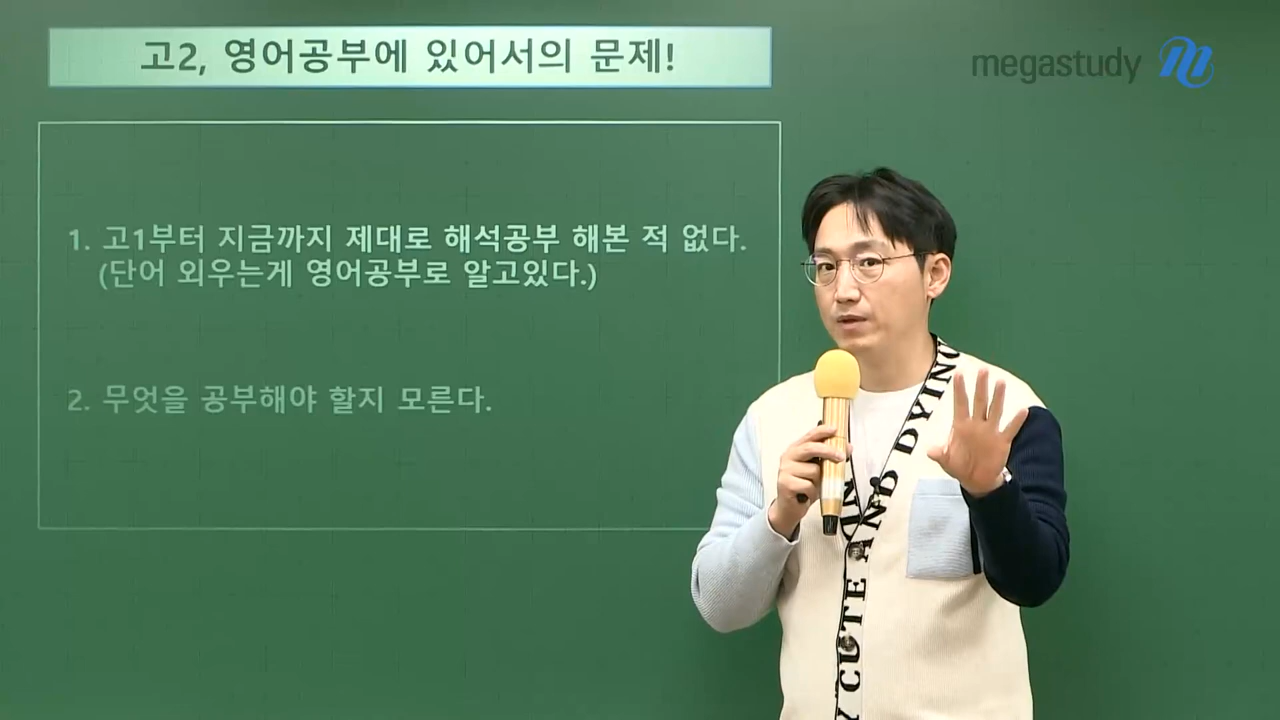 고2, 영어공부에 있어서의 문제!
megastudy
1. 고1부터 지금까지 제대로 해석공부 해본 적 없다.
(단어 외우는게 영어공부로 알고있다.)
2. 무엇을 공부해야 할지 모른다.
CUTE AND DYING